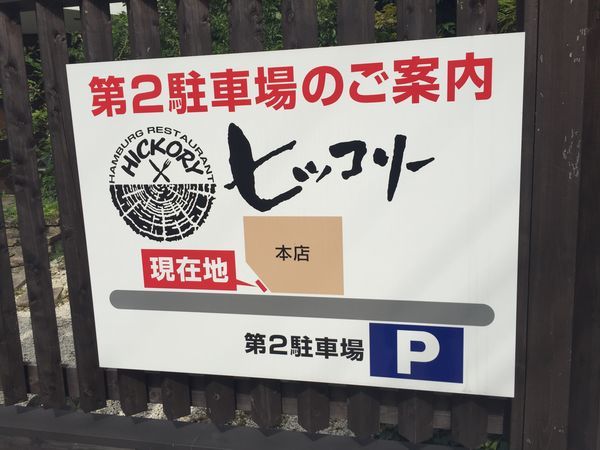 第2駐車場のご案内
HAMBURG RESTAURANT
HICKORY
ヒッコリー
本店
現在地
第2駐車場 P